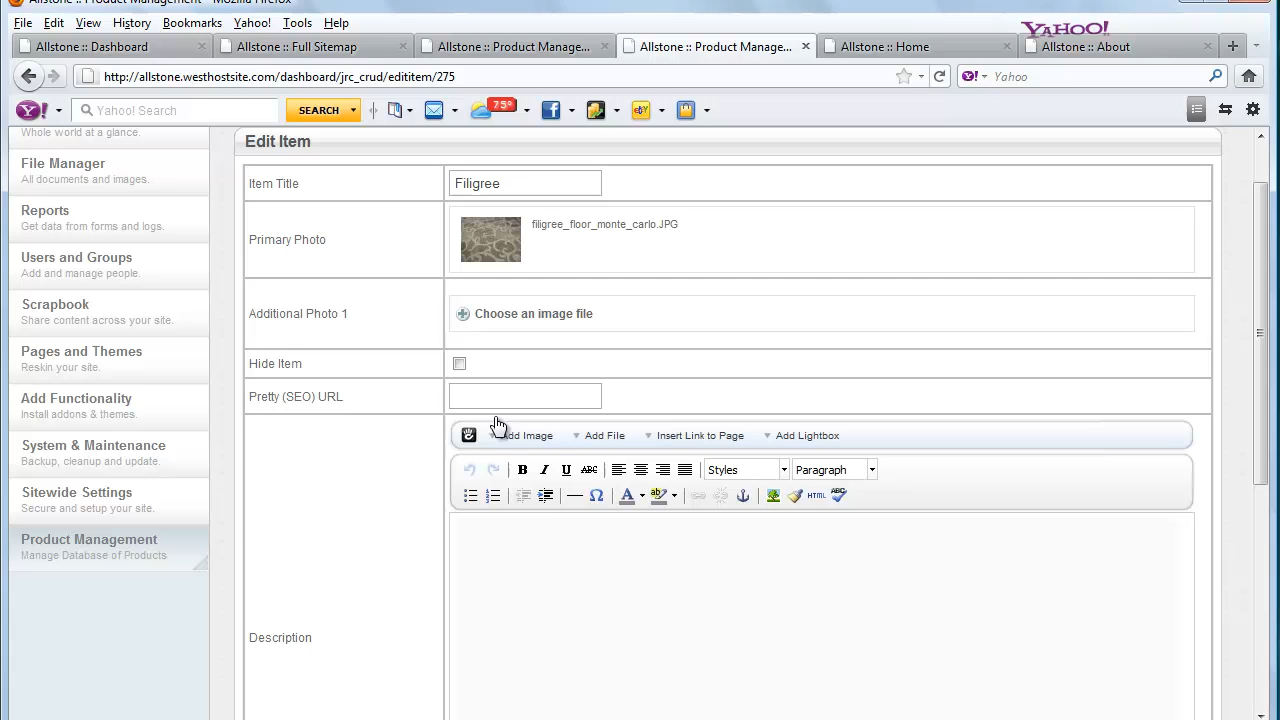 Allstone :: Product Management - Mozilla Firefox
File Edit View History Bookmarks Yahoo! Tools Help
YAHOO!
Allstone :: Dashboard × Allstone :: Full Sitemap × Allstone :: Product Manage... × Allstone :: Product Manage... × Allstone :: Home × Allstone :: About × +
http://allstone.westhostsite.com/dashboard/jrc_crud/edititem/275 Y! Yahoo
Y! Yahoo! Search SEARCH 75° f eBY
Whole world at a glance.
File Manager
All documents and images.
Reports
Get data from forms and logs.
Users and Groups
Add and manage people.
Scrapbook
Share content across your site.
Pages and Themes
Reskin your site.
Add Functionality
Install addons & themes.
System & Maintenance
Backup, cleanup and update.
Sitewide Settings
Secure and setup your site.
Product Management
Manage Database of Products
Edit Item
Item Title Filigree
Primary Photo filigree_floor_monte_carlo.JPG
Additional Photo 1 Choose an image file
Hide Item
Pretty (SEO) URL
Add Image Add File Insert Link to Page Add Lightbox
B I U ABC Styles Paragraph
Ω A ab HTML ABC
Description